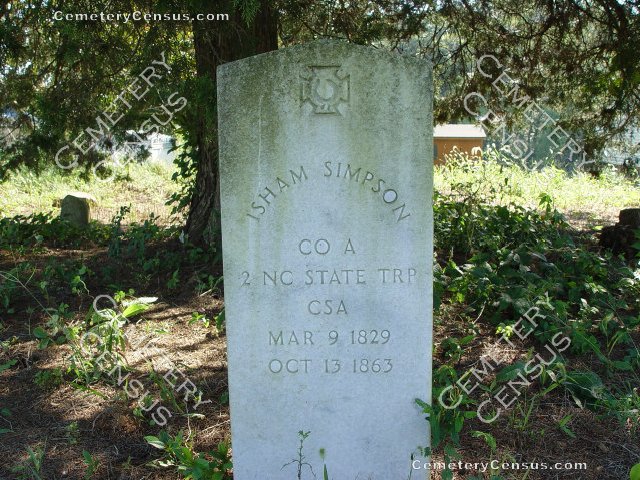 CemeteryCensus.com
CEMETERY
CENSUS
CEMETERY
CENSUS
ISHAM SIMPSON
CO A
2 NC STATE TRP
CSA
MAR 9 1829
OCT 13 1863
CEMETERY
CENSUS
CEMETERY
CENSUS
CemeteryCensus.com